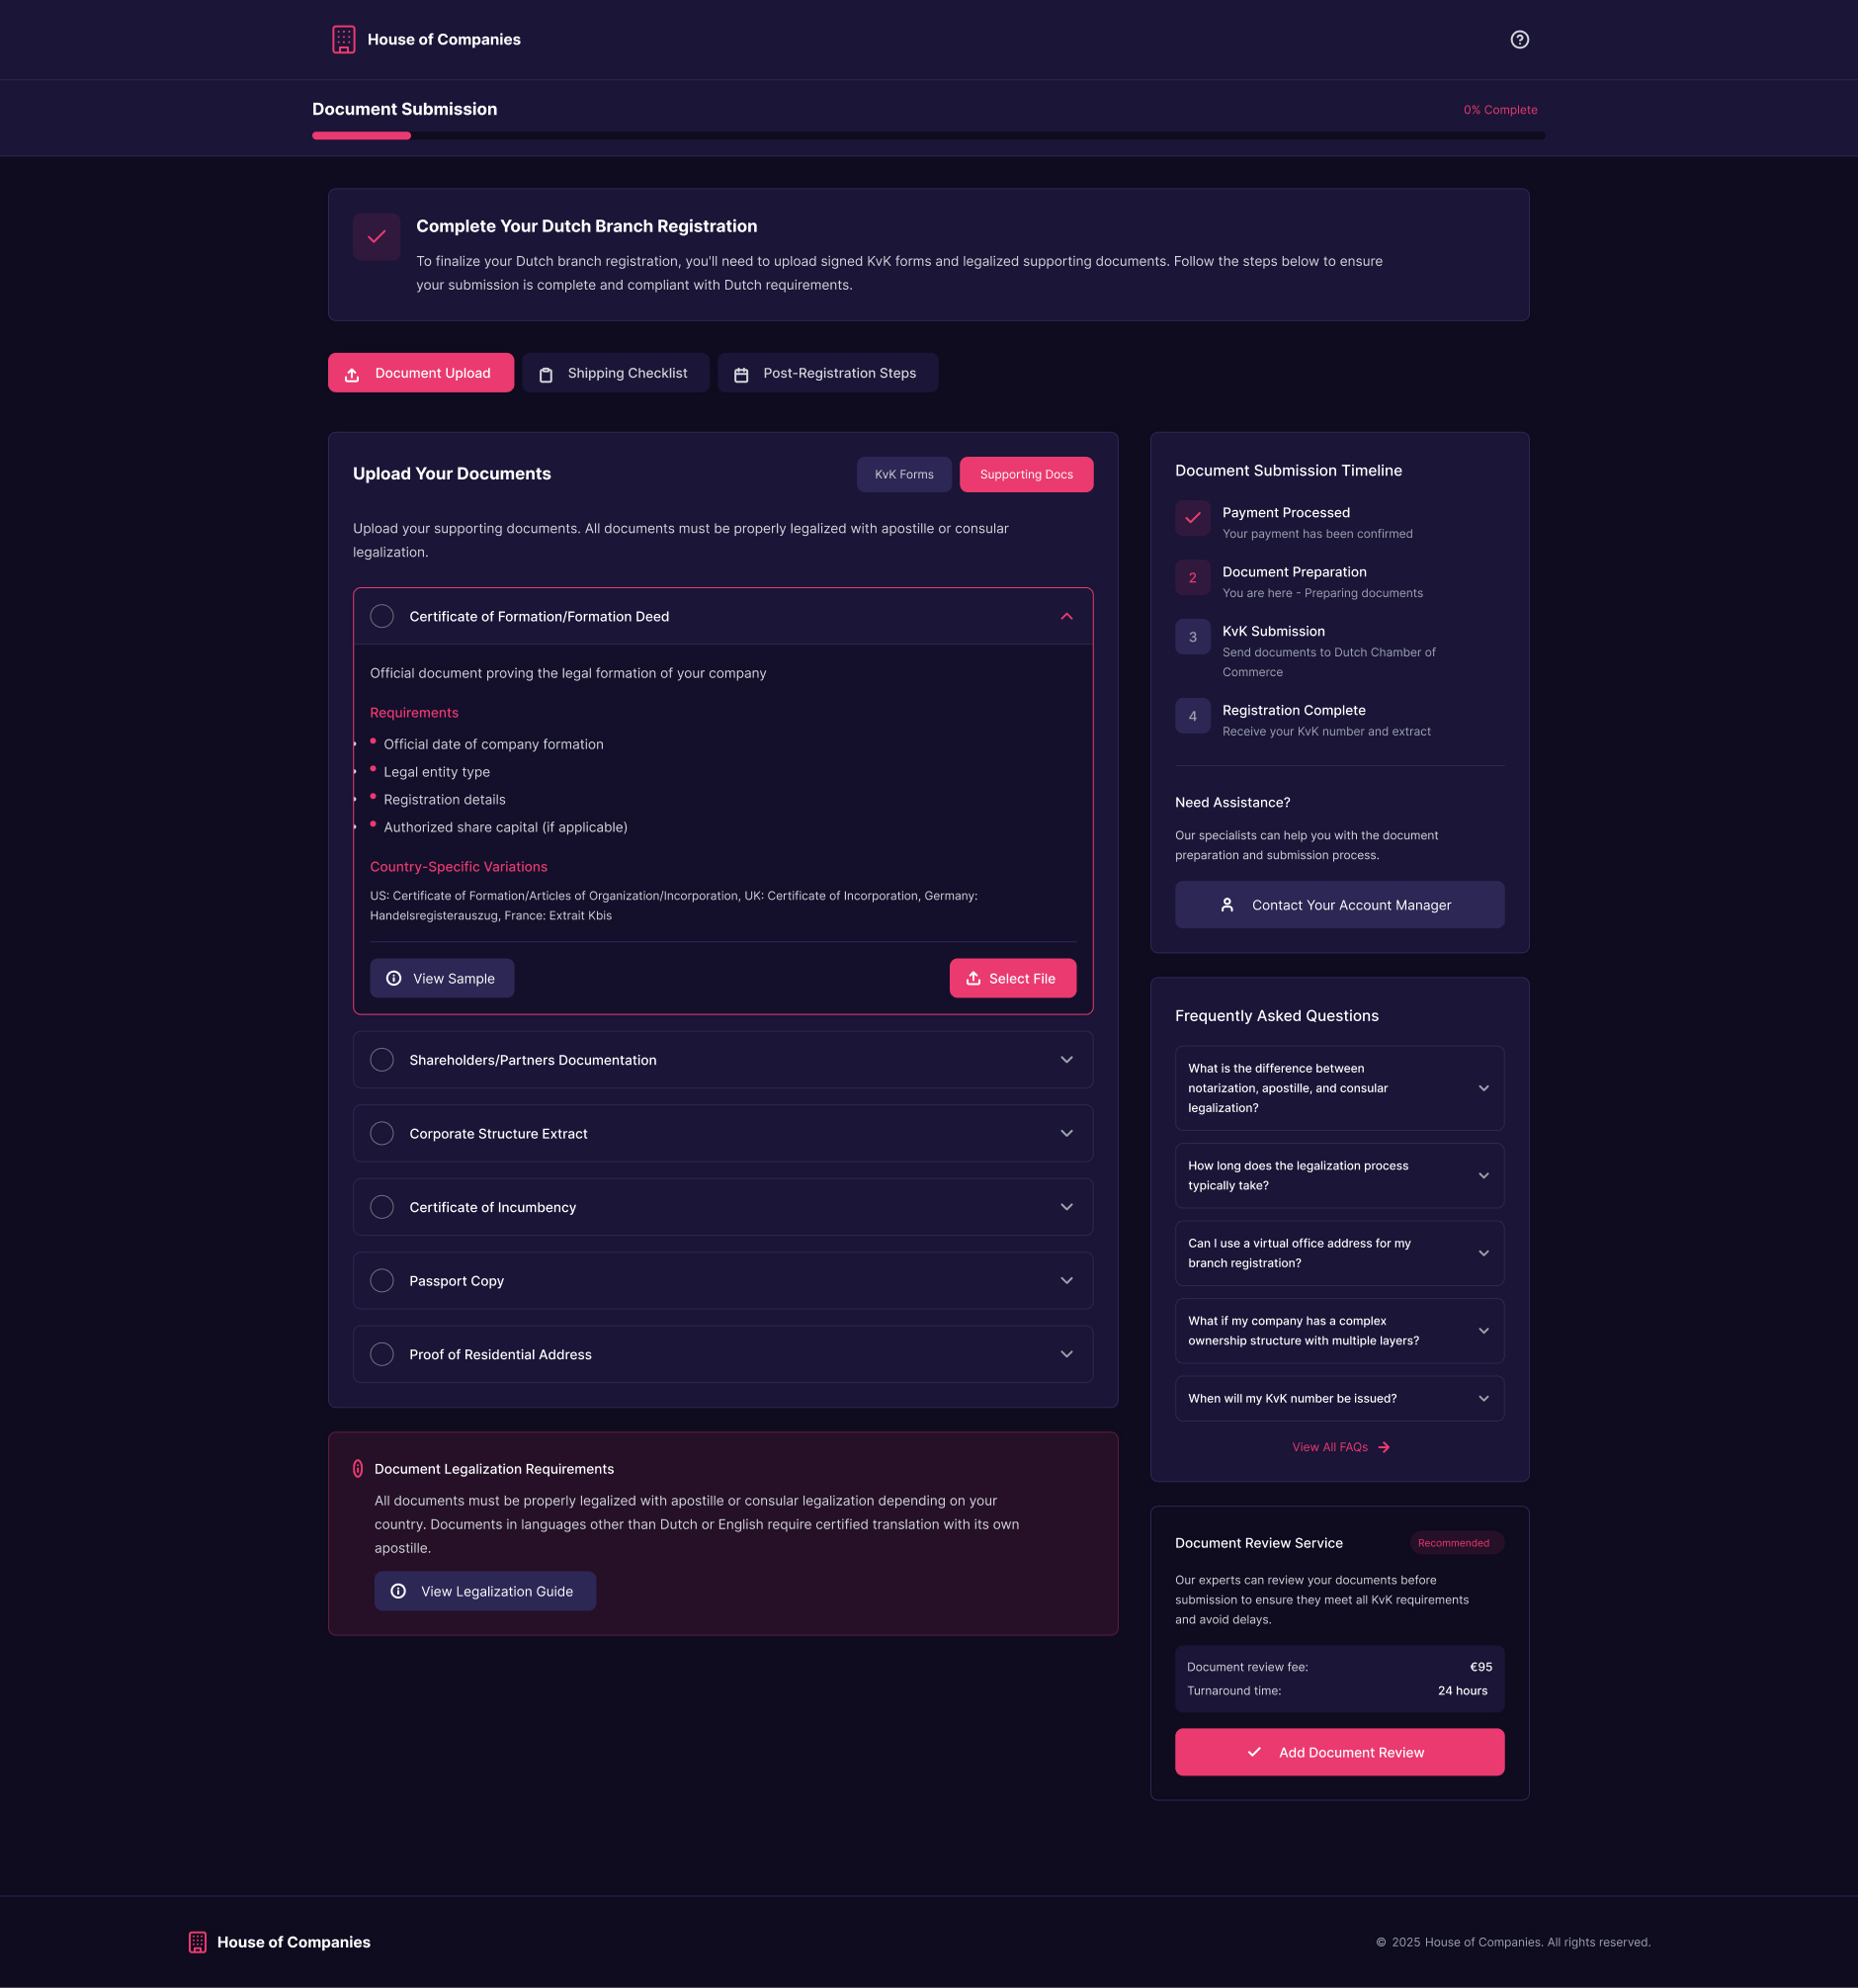 House of Companies
Document Submission
0% Complete
Complete Your Dutch Branch Registration
To finalize your Dutch branch registration, you'll need to upload signed KvK forms and legalized supporting documents. Follow the steps below to ensure
your submission is complete and compliant with Dutch requirements.
Document Upload
Shipping Checklist
Post-Registration Steps
Upload Your Documents
KvK Forms
Supporting Docs
Upload your supporting documents. All documents must be properly legalized with apostille or consular
legalization.
Certificate of Formation/Formation Deed
Official document proving the legal formation of your company
Requirements
Official date of company formation
Legal entity type
Registration details
Authorized share capital (if applicable)
Country-Specific Variations
US: Certificate of Formation/Articles of Organization/Incorporation, UK: Certificate of Incorporation, Germany:
Handelsregisterauszug, France: Extrait Kbis
View Sample
Select File
Shareholders/Partners Documentation
Corporate Structure Extract
Certificate of Incumbency
Passport Copy
Proof of Residential Address
Document Legalization Requirements
All documents must be properly legalized with apostille or consular legalization depending on your
country. Documents in languages other than Dutch or English require certified translation with its own
apostille.
View Legalization Guide
Document Submission Timeline
Payment Processed
Your payment has been confirmed
2
Document Preparation
You are here - Preparing documents
3
KvK Submission
Send documents to Dutch Chamber of
Commerce
4
Registration Complete
Receive your KvK number and extract
Need Assistance?
Our specialists can help you with the document
preparation and submission process.
Contact Your Account Manager
Frequently Asked Questions
What is the difference between
notarization, apostille, and consular
legalization?
How long does the legalization process
typically take?
Can I use a virtual office address for my
branch registration?
What if my company has a complex
ownership structure with multiple layers?
When will my KvK number be issued?
View All FAQs
Document Review Service
Recommended
Our experts can review your documents before
submission to ensure they meet all KvK requirements
and avoid delays.
Document review fee:
€95
Turnaround time:
24 hours
Add Document Review
House of Companies
© 2025 House of Companies. All rights reserved.